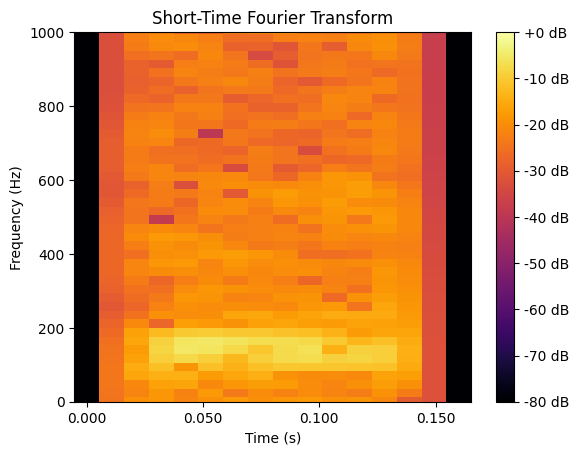 Short-Time Fourier Transform
1000
800
600
400
200
0
Frequency (Hz)
0.000
0.050
0.100
0.150
Time (s)
+0 dB
-10 dB
-20 dB
-30 dB
-40 dB
-50 dB
-60 dB
-70 dB
-80 dB